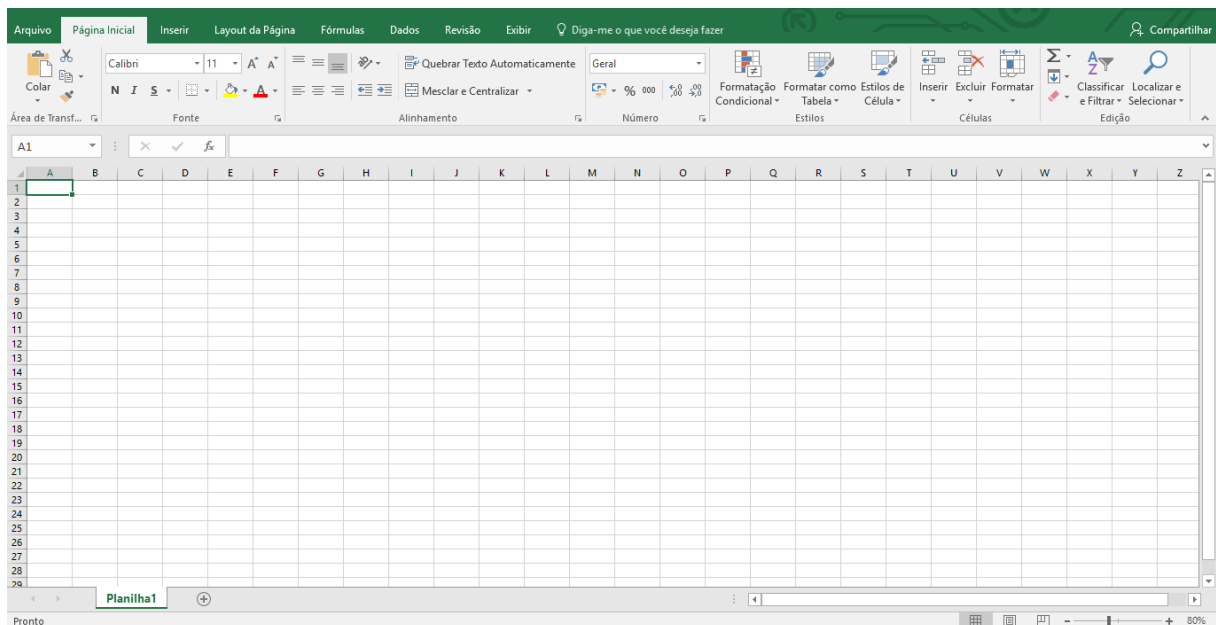 Arquivo Página Inicial Inserir Layout da Página Fórmulas Dados Revisão Exibir Diga-me o que você deseja fazer Compartilhar
Colar
Calibri 11 A A
N I S A
Quebrar Texto Automaticamente
Mesclar e Centralizar
Geral
% 000 ,00 ,0
Formatação Condicional
Formatar como Tabela
Estilos de Célula
Inserir Excluir Formatar
Σ
Classificar e Filtrar
Localizar e Selecionar
Área de Transf... Fonte Alinhamento Número Estilos Células Edição
A1 fx
A B C D E F G H I J K L M N O P Q R S T U V W X Y Z
1
2
3
4
5
6
7
8
9
10
11
12
13
14
15
16
17
18
19
20
21
22
23
24
25
26
27
28
29
Planilha1
Pronto 80%